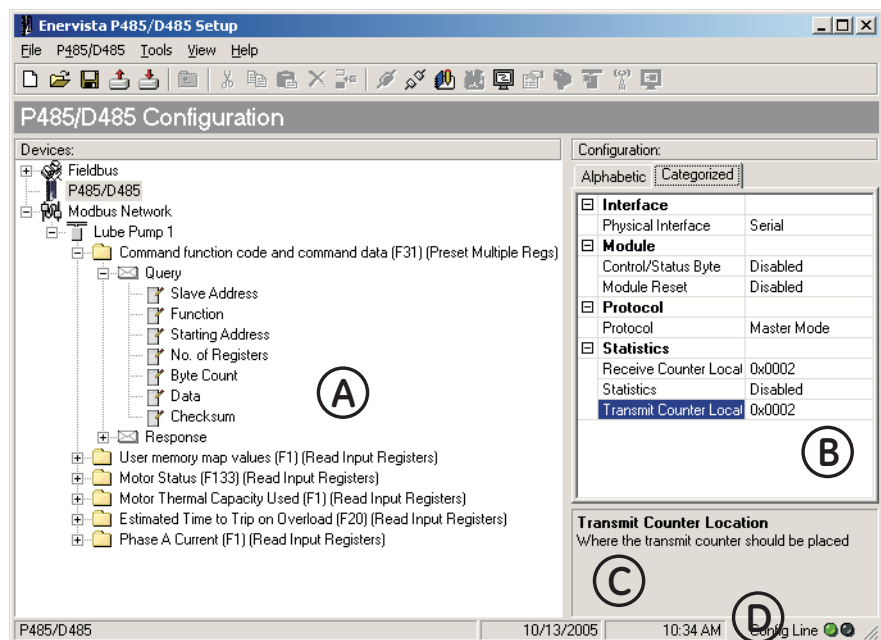 Enervista P485/D485 Setup
File P485/D485 Tools View Help
P485/D485 Configuration
Devices:
Fieldbus
P485/D485
Modbus Network
Lube Pump 1
Command function code and command data (F31) (Preset Multiple Regs)
Query
Slave Address
Function
Starting Address
No. of Registers
Byte Count
Data
Checksum
Response
User memory map values (F1) (Read Input Registers)
Motor Status (F133) (Read Input Registers)
Motor Thermal Capacity Used (F1) (Read Input Registers)
Estimated Time to Trip on Overload (F20) (Read Input Registers)
Phase A Current (F1) (Read Input Registers)
A
Configuration:
Alphabetic Categorized
Interface
Physical Interface Serial
Module
Control/Status Byte Disabled
Module Reset Disabled
Protocol
Protocol Master Mode
Statistics
Receive Counter Local 0x0002
Statistics Disabled
Transmit Counter Local 0x0002
B
Transmit Counter Location
Where the transmit counter should be placed
C
D
P485/D485 10/13/2005 10:34 AM Config Line